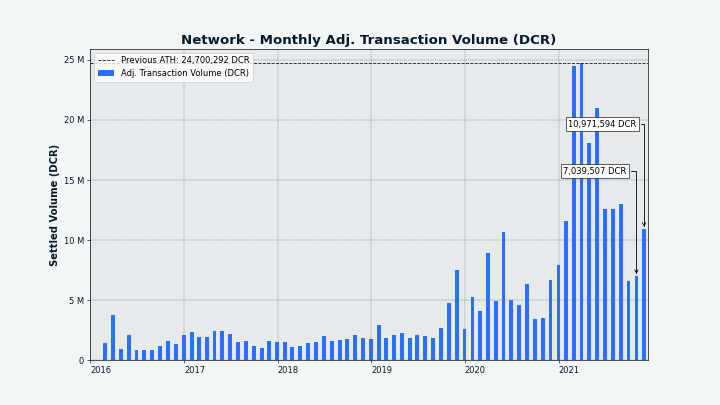 Network - Monthly Adj. Transaction Volume (DCR)
Previous ATH: 24,700,292 DCR
Adj. Transaction Volume (DCR)
Settled Volume (DCR)
25 M
20 M
15 M
10 M
5 M
0
10,971,594 DCR
7,039,507 DCR
2016
2017
2018
2019
2020
2021